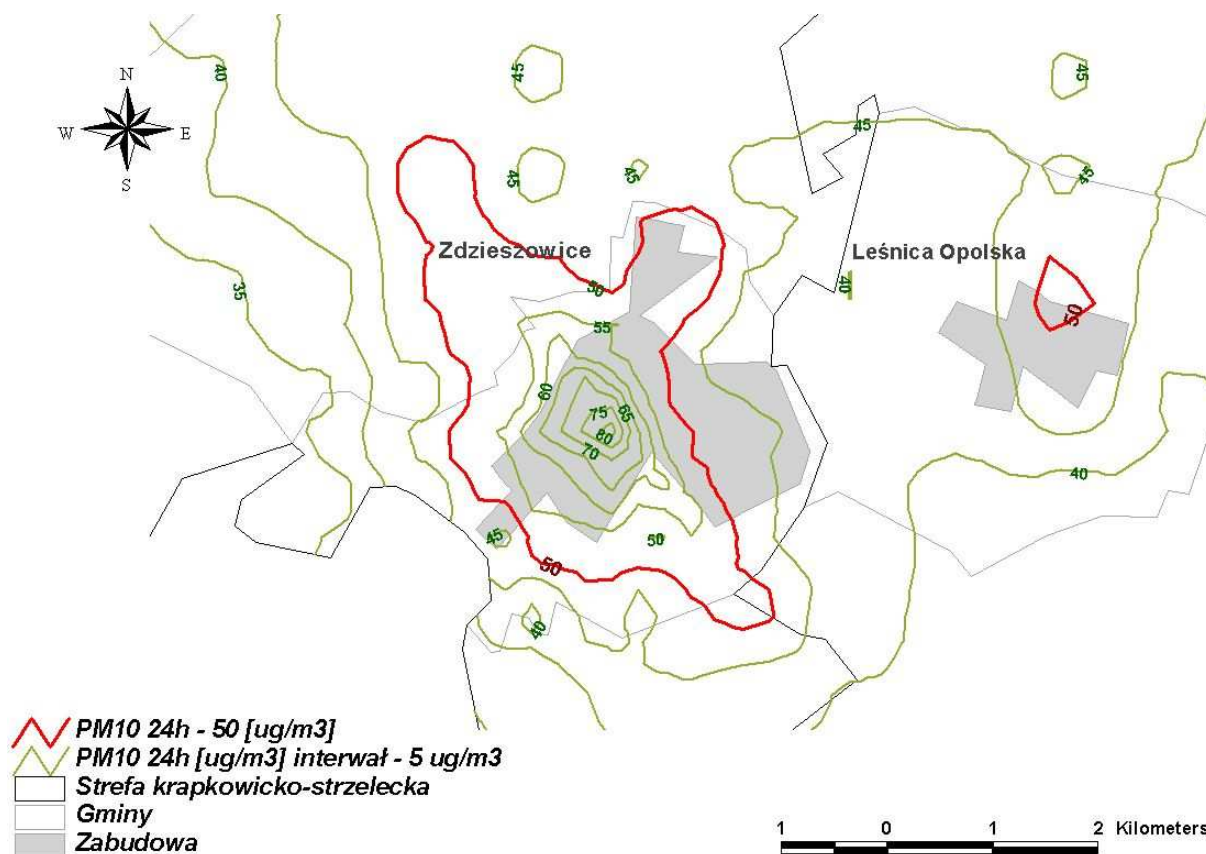 40
45
45
N
W
E
S
45
45
45
45
Zdzieszowice
Leśnica Opolska
35
50
40
50
55
60
75
65
80
70
40
45
50
50
40
PM10 24h - 50 [ug/m3]
PM10 24h [ug/m3] interwał - 5 ug/m3
Strefa krapkowicko-strzelecka
Gminy
Zabudowa
1 0 1 2 Kilometers